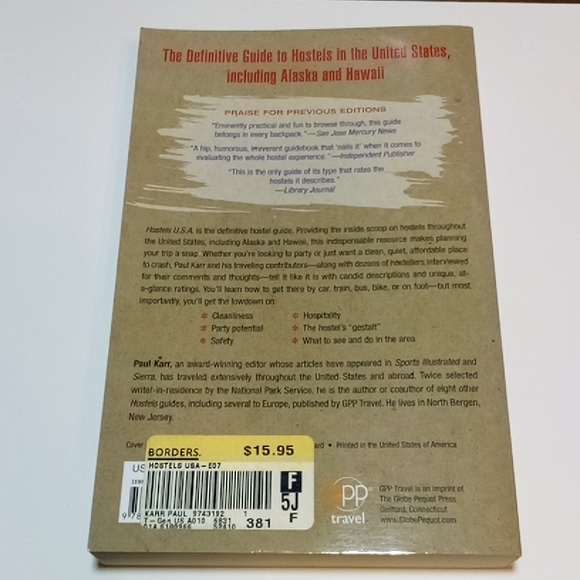 The Definitive Guide to Hostels in the United States,
including Alaska and Hawaii
PRAISE FOR PREVIOUS EDITIONS
"Eminently practical and fun to browse through, this guide
belongs in every backpack."—San Jose Mercury News
"A hip, humorous, irreverent guidebook that 'nails it' when it comes to
evaluating the whole hostel experience."—Independent Publisher
"This is the only guide of its type that rates the
hostels it describes."
—Library Journal
Hostels U.S.A. is the definitive hostel guide. Providing the inside scoop on hostels throughout
the United States, including Alaska and Hawaii, this indispensable resource makes planning
your trip a snap. Whether you're looking to party or just want a clean, quiet, affordable place
to crash, Paul Karr and his traveling contributors—along with dozens of hostellers interviewed
for their comments and thoughts—tell it like it is with candid descriptions and unique, at-
a-glance ratings. You'll learn how to get there by car, train, bus, bike, or on foot—but most
importantly, you'll get the lowdown on:
* Cleanliness
* Party potential
* Safety
* Hospitality
* The hostel's "gestalt"
* What to see and do in the area
Paul Karr, an award-winning editor whose articles have appeared in Sports Illustrated and
Sierra, has traveled extensively throughout the United States and abroad. Twice selected
writer-in-residence by the National Park Service, he is the author or coauthor of eight other
Hostels guides, including several to Europe, published by GPP Travel. He lives in North Bergen,
New Jersey.
Cover • Printed in the United States of America
BORDERS. $15.95
HOSTELS USA-E07
F
5J
F
KARR PAUL 9743192 1
T-Gen US A010 6831
381
US
978
gpp
travel
GPP Travel is an imprint of
The Globe Pequot Press
Guilford, Connecticut
www.GlobePequot.com